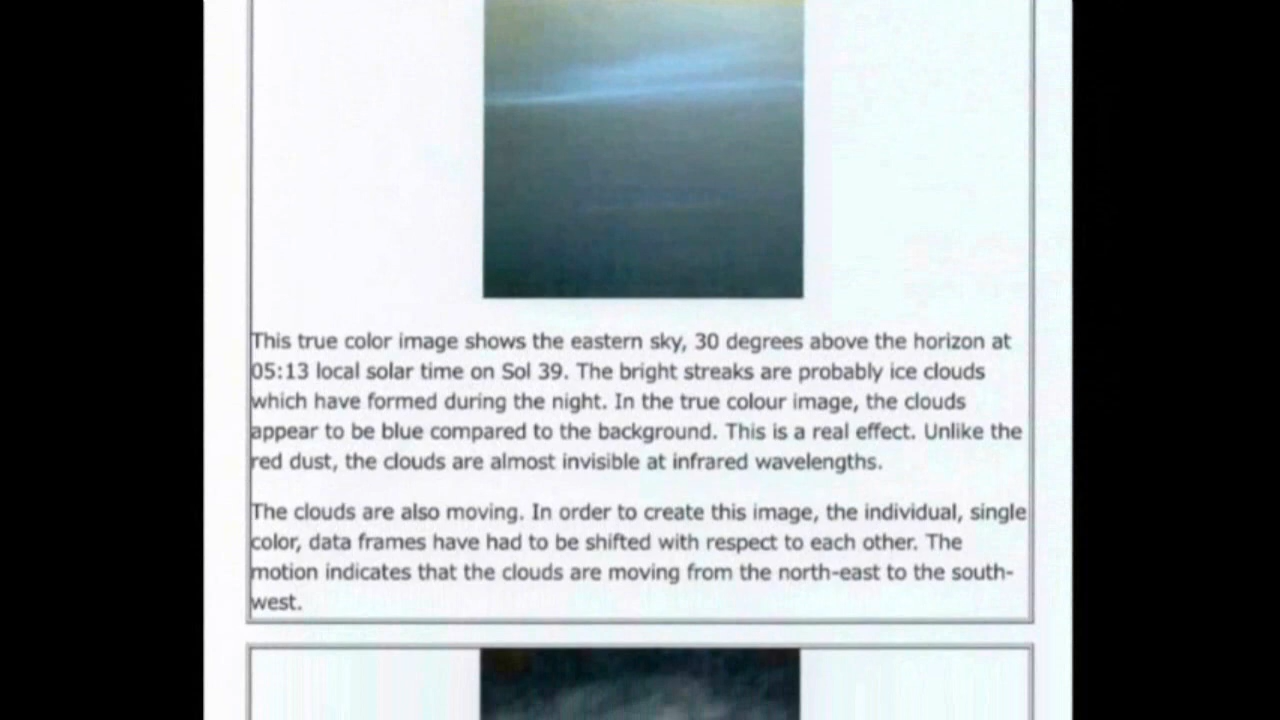 This true color image shows the eastern sky, 30 degrees above the horizon at
05:13 local solar time on Sol 39. The bright streaks are probably ice clouds
which have formed during the night. In the true colour image, the clouds
appear to be blue compared to the background. This is a real effect. Unlike the
red dust, the clouds are almost invisible at infrared wavelengths.
The clouds are also moving. In order to create this image, the individual, single
color, data frames have had to be shifted with respect to each other. The
motion indicates that the clouds are moving from the north-east to the south-
west.